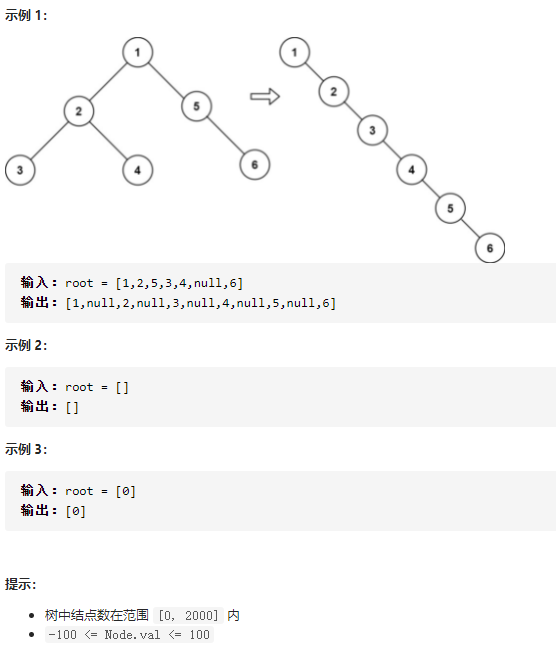 示例 1：
1
2
5
3
4
6
1
2
3
4
5
6
输入：root = [1,2,5,3,4,null,6]
输出：[1,null,2,null,3,null,4,null,5,null,6]
示例 2：
输入：root = []
输出：[]
示例 3：
输入：root = [0]
输出：[0]
提示：
树中结点数在范围 [0, 2000] 内
-100 <= Node.val <= 100